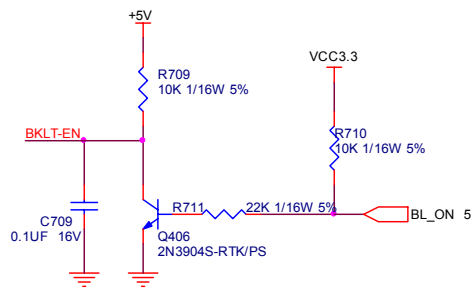 +5V
VCC3.3
R709
10K 1/16W 5%
R710
10K 1/16W 5%
BKLT-EN
R711
22K 1/16W 5%
BL_ON 5
C709
0.1UF 16V
Q406
2N3904S-RTK/PS